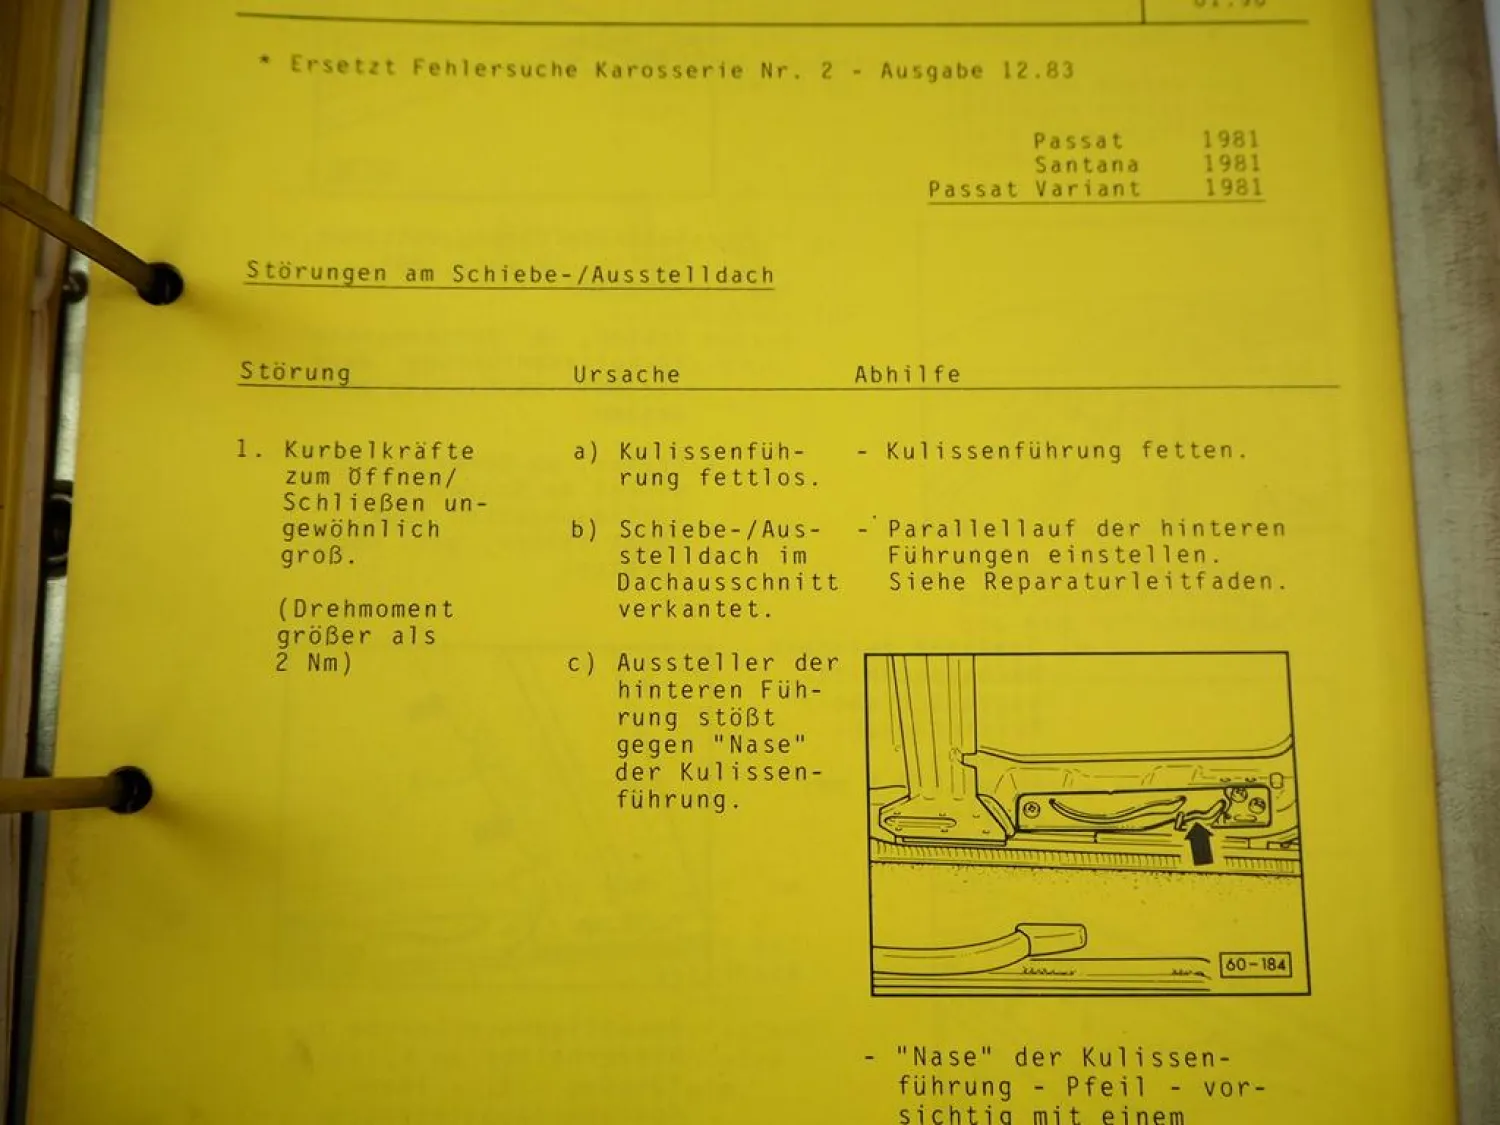 * Ersetzt Fehlersuche Karosserie Nr. 2 - Ausgabe 12.83
Passat 1981
Santana 1981
Passat Variant 1981
Störungen am Schiebe-/Ausstelldach
Störung Ursache Abhilfe
1. Kurbelkräfte
zum Öffnen/
Schließen un-
gewöhnlich
groß.
(Drehmoment
größer als
2 Nm)
a) Kulissenfüh-
rung fettlos.
- Kulissenführung fetten.
b) Schiebe-/Aus-
stelldach im
Dachausschnitt
verkantet.
- Parallellauf der hinteren
Führungen einstellen.
Siehe Reparaturleitfaden.
c) Aussteller der
hinteren Füh-
rung stößt
gegen "Nase"
der Kulissen-
führung.
60-184
- "Nase" der Kulissen-
führung - Pfeil - vor-
sichtig mit einem